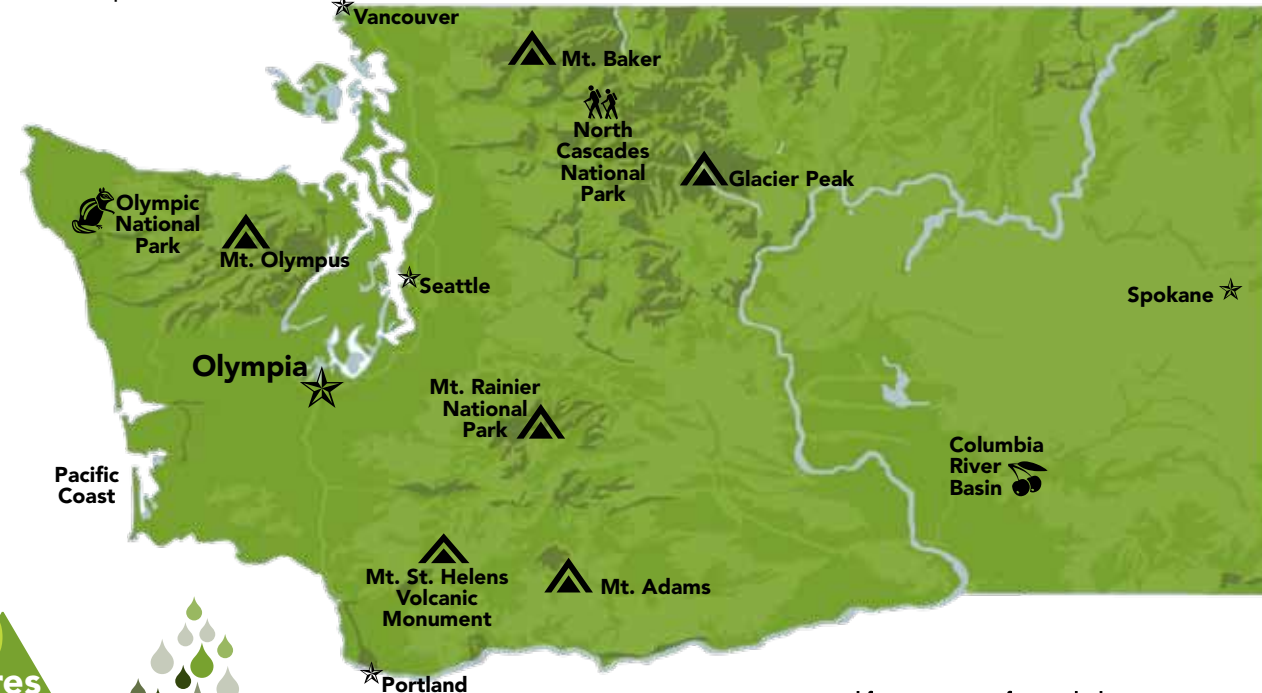 Vancouver
Mt. Baker
North
Cascades
National
Park
Glacier Peak
Olympic
National
Park
Mt. Olympus
Seattle
Spokane
Olympia
Mt. Rainier
National
Park
Columbia
River
Basin
Pacific
Coast
Mt. St. Helens
Volcanic
Monument
Mt. Adams
Portland